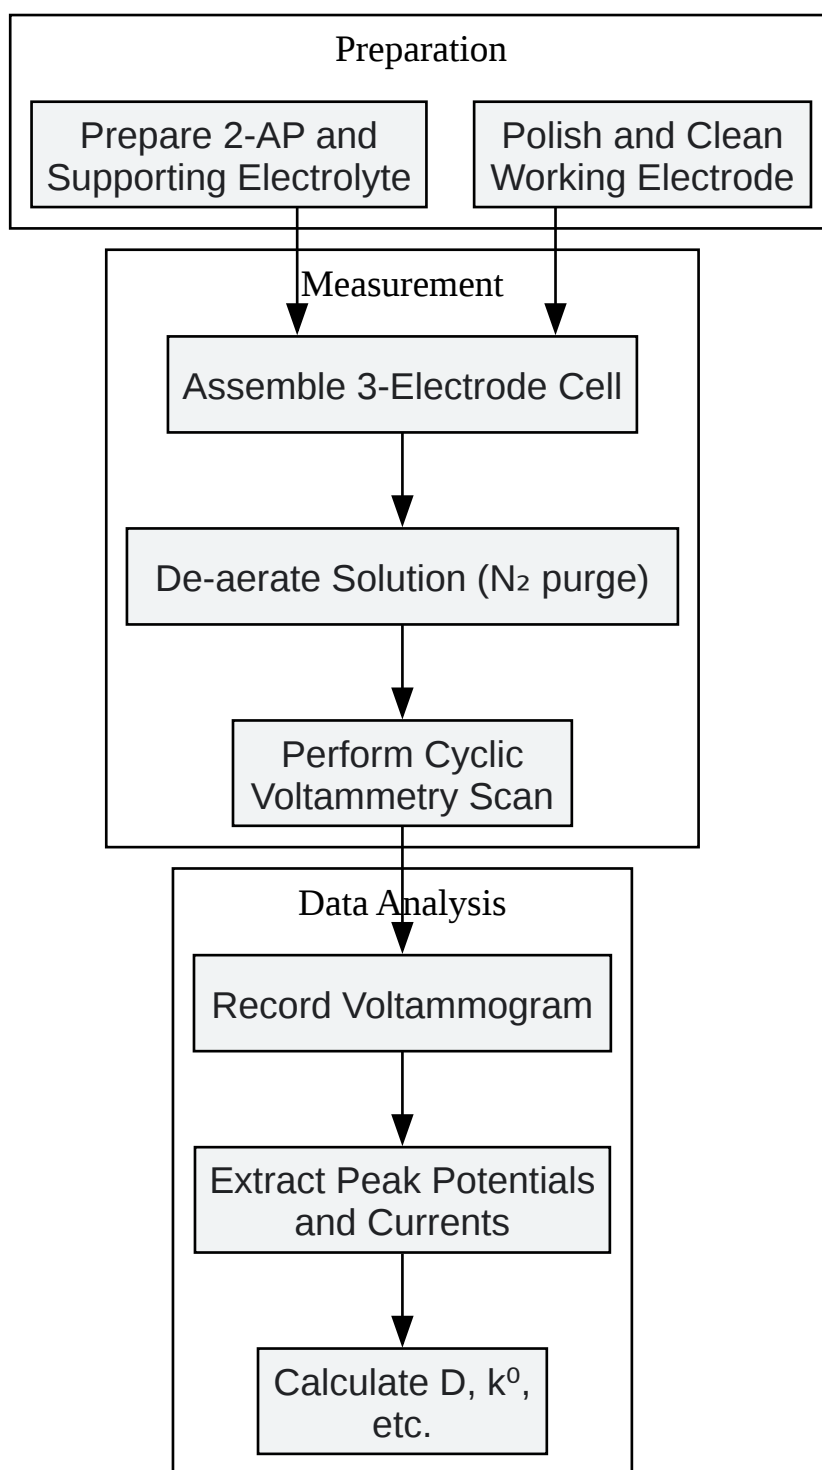 Preparation
Prepare 2-AP and
Supporting Electrolyte
Polish and Clean
Working Electrode
Measurement
Assemble 3-Electrode Cell
De-aerate Solution (N₂ purge)
Perform Cyclic
Voltammetry Scan
Data Analysis
Record Voltammogram
Extract Peak Potentials
and Currents
Calculate D, k⁰,
etc.